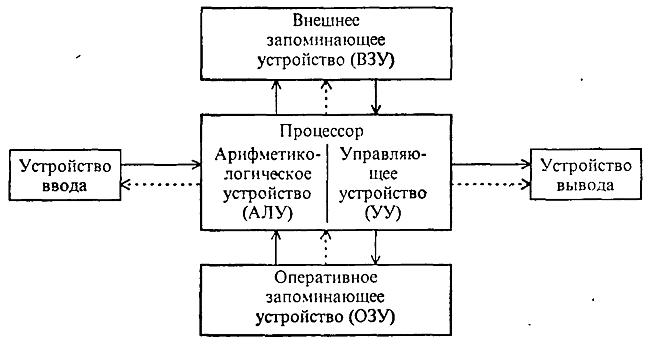 Внешнее
запоминающее
устройство (ВЗУ)
Процессор
Устройство
ввода
Арифметико-
логическое
устройство
(АЛУ)
Управляю-
щее
устройство
(УУ)
Устройство
вывода
Оперативное
запоминающее
устройство (ОЗУ)